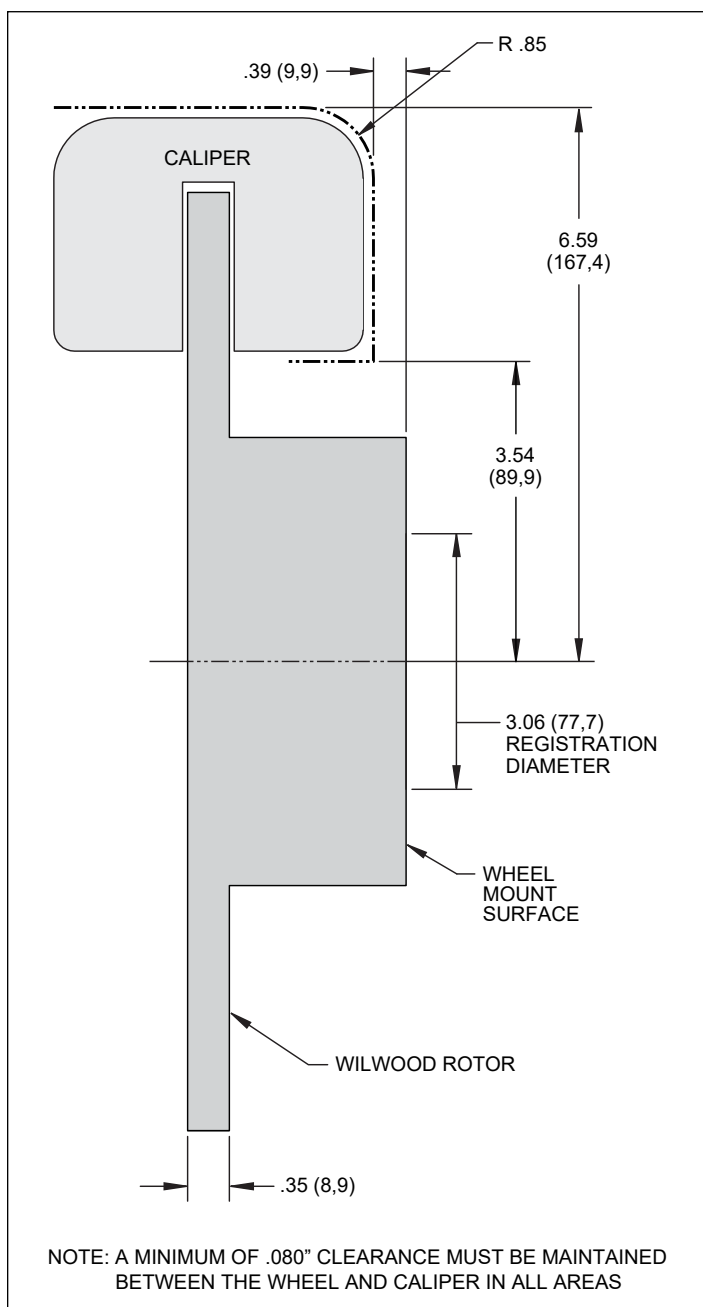 R .85
.39 (9,9)
CALIPER
6.59
(167,4)
3.54
(89,9)
3.06 (77,7)
REGISTRATION
DIAMETER
WHEEL
MOUNT
SURFACE
WILWOOD ROTOR
.35 (8,9)
NOTE: A MINIMUM OF .080" CLEARANCE MUST BE MAINTAINED
BETWEEN THE WHEEL AND CALIPER IN ALL AREAS